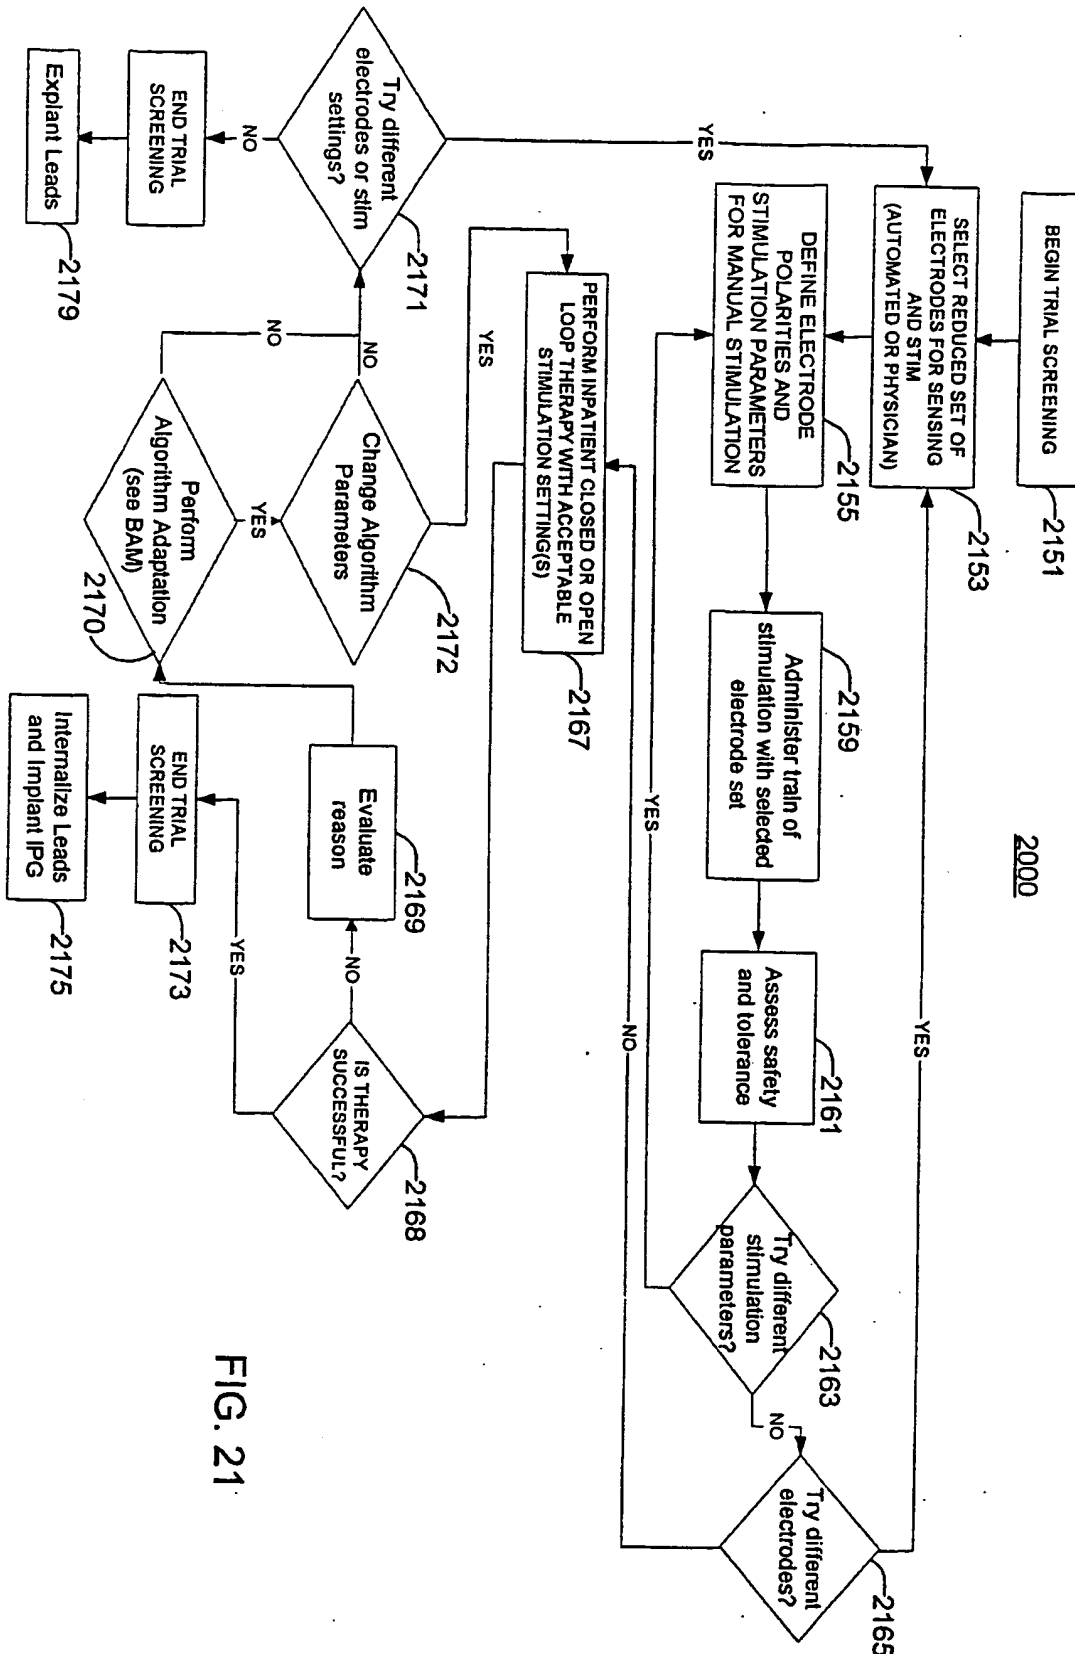 2000
BEGIN TRIAL SCREENING
2151
SELECT REDUCED SET OF
ELECTRODES FOR SENSING
AND STIM
(AUTOMATED OR PHYSICIAN)
2153
DEFINE ELECTRODE
POLARITIES AND
STIMULATION PARAMETERS
FOR MANUAL STIMULATION
2155
Administer train of
stimulation with selected
electrode set
2159
Assess safety
and tolerance
2161
Try different
stimulation
parameters?
2163
YES
NO
Try different
electrodes?
2165
YES
NO
PERFORM INPATIENT CLOSED OR OPEN
LOOP THERAPY WITH ACCEPTABLE
STIMULATION SETTING(S)
2167
IS THERAPY
SUCCESSFUL?
2168
NO
YES
Evaluate
reason
2169
Perform
Algorithm Adaptation
(see BAM)
2170
YES
NO
Change Algorithm
Parameters
2172
YES
NO
Try different
electrodes or stim
settings?
2171
YES
NO
END TRIAL
SCREENING
Explant Leads
2179
END TRIAL
SCREENING
2173
Internalize Leads
and Implant IPG
2175
FIG. 21